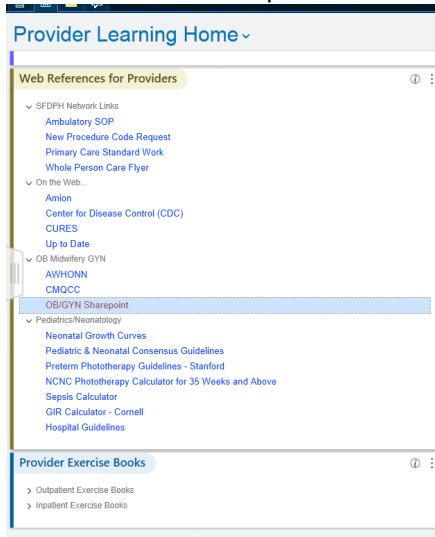 Provider Learning Home
Web References for Providers
SFDPH Network Links
Ambulatory SOP
New Procedure Code Request
Primary Care Standard Work
Whole Person Care Flyer
On the Web...
Amion
Center for Disease Control (CDC)
CURES
Up to Date
OB Midwifery GYN
AWHONN
CMQCC
OB/GYN Sharepoint
Pediatrics/Neonatology
Neonatal Growth Curves
Pediatric & Neonatal Consensus Guidelines
Preterm Phototherapy Guidelines - Stanford
NCNC Phototherapy Calculator for 35 Weeks and Above
Sepsis Calculator
GIR Calculator - Cornell
Hospital Guidelines
Provider Exercise Books
Outpatient Exercise Books
Inpatient Exercise Books